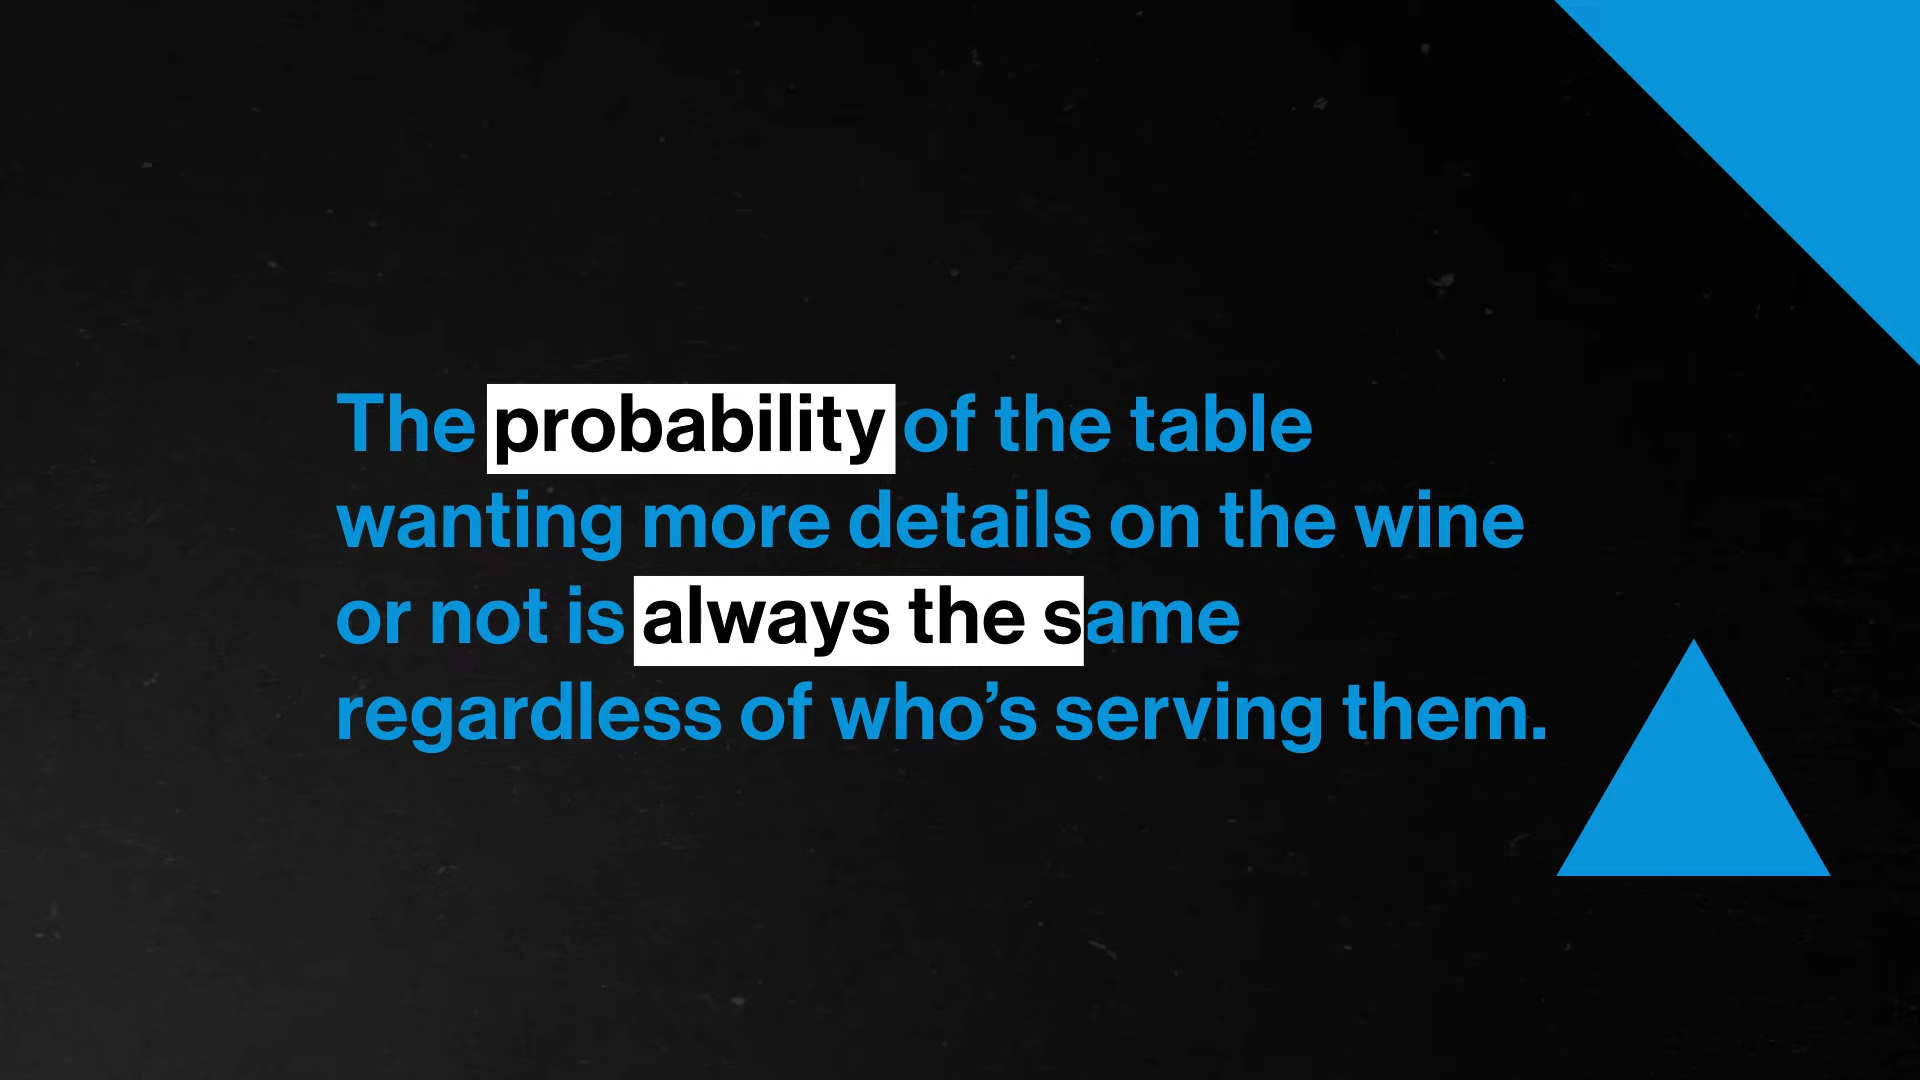 The probability of the table
wanting more details on the wine
or not is always the same
regardless of who’s serving them.